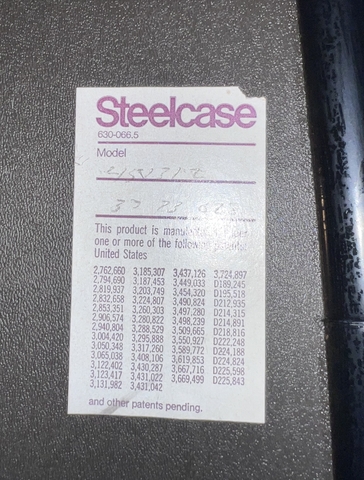 Steelcase
630-066.5
Model
This product is manufactured under
one or more of the following patents
United States
2,762,660 3,185,307 3,437,126 3,724,897
2,794,690 3,187,453 3,449,033 D189,245
2,819,937 3,203,749 3,454,320 D195,518
2,832,658 3,224,807 3,490,824 D212,935
2,853,351 3,260,303 3,497,280 D214,315
2,906,574 3,280,822 3,498,239 D214,891
2,940,804 3,288,529 3,509,665 D218,816
3,004,420 3,295,888 3,550,927 D222,248
3,050,348 3,317,260 3,589,772 D224,188
3,065,038 3,408,106 3,619,853 D224,824
3,122,402 3,430,287 3,667,716 D225,598
3,123,417 3,431,022 3,669,499 D225,843
3,131,982 3,431,042
and other patents pending.